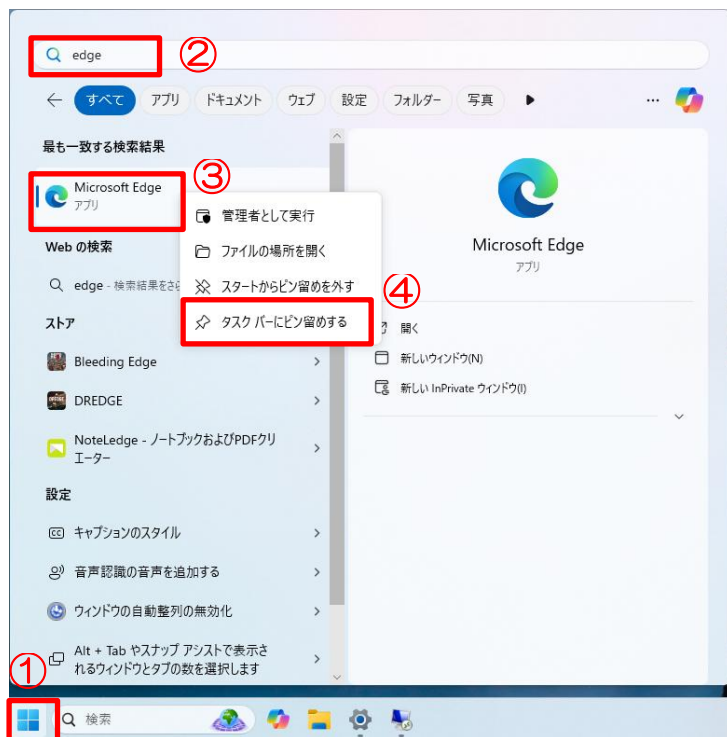 edge
②
すべて アプリ ドキュメント ウェブ 設定 フォルダー 写真
最も一致する検索結果
③
Microsoft Edge
アプリ
管理者として実行
ファイルの場所を開く
スタートからピン留めを外す
④
タスク バーにピン留めする
Web の検索
edge - 検索結果をさ
ストア
Bleeding Edge
DREDGE
NoteLedge - ノートブックおよびPDFクリ
エーター
設定
キャプションのスタイル
音声認識の音声を追加する
ウィンドウの自動整列の無効化
Alt + Tab やスナップ アシストで表示さ
れるウィンドウとタブの数を選択します
Microsoft Edge
アプリ
開く
新しいウィンドウ(N)
新しい InPrivate ウィンドウ(I)
①
検索